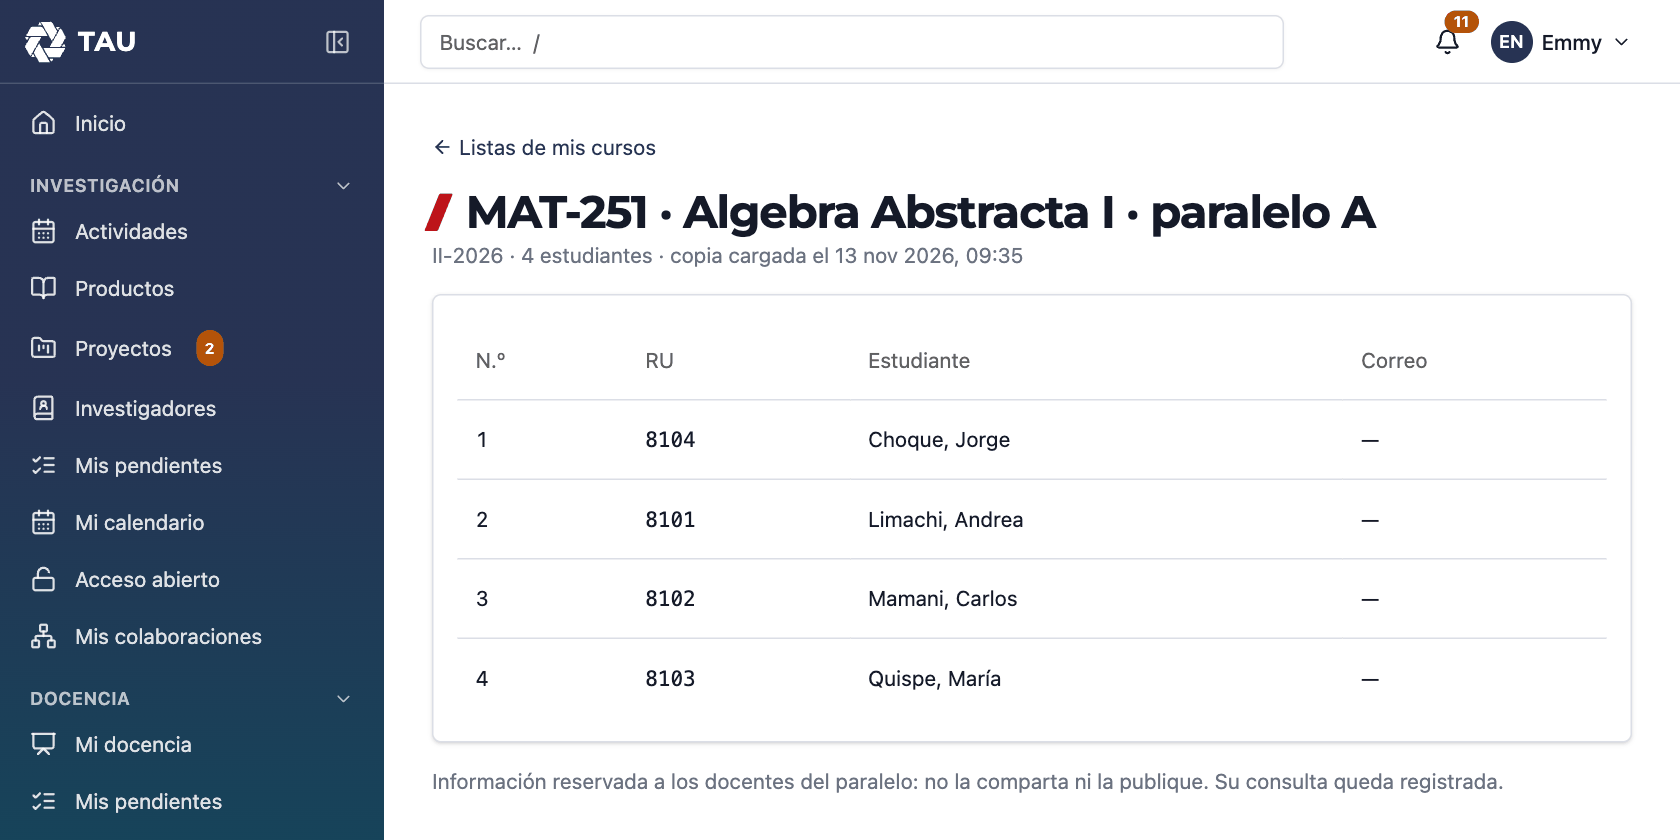 TAU
Buscar... /
11
EN Emmy
Inicio
INVESTIGACIÓN
Actividades
Productos
Proyectos 2
Investigadores
Mis pendientes
Mi calendario
Acceso abierto
Mis colaboraciones
DOCENCIA
Mi docencia
Mis pendientes
← Listas de mis cursos
MAT-251 · Algebra Abstracta I · paralelo A
II-2026 · 4 estudiantes · copia cargada el 13 nov 2026, 09:35
N.º RU Estudiante Correo
1 8104 Choque, Jorge —
2 8101 Limachi, Andrea —
3 8102 Mamani, Carlos —
4 8103 Quispe, María —
Información reservada a los docentes del paralelo: no la comparta ni la publique. Su consulta queda registrada.